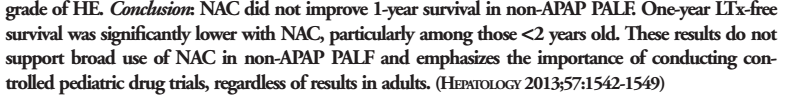 grade of HE. Conclusion: NAC did not improve 1-year survival in non-APAP PALF. One-year LTx-free
survival was significantly lower with NAC, particularly among those <2 years old. These results do not
support broad use of NAC in non-APAP PALF and emphasizes the importance of conducting con-
trolled pediatric drug trials, regardless of results in adults. (HEPATOLOGY 2013;57:1542-1549)